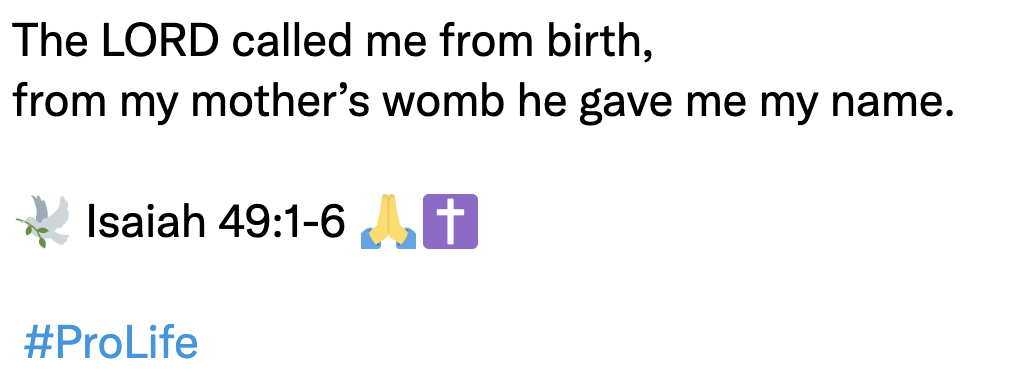 The LORD called me from birth,
from my mother’s womb he gave me my name.
🕊️ Isaiah 49:1-6 🙏✝️
#ProLife